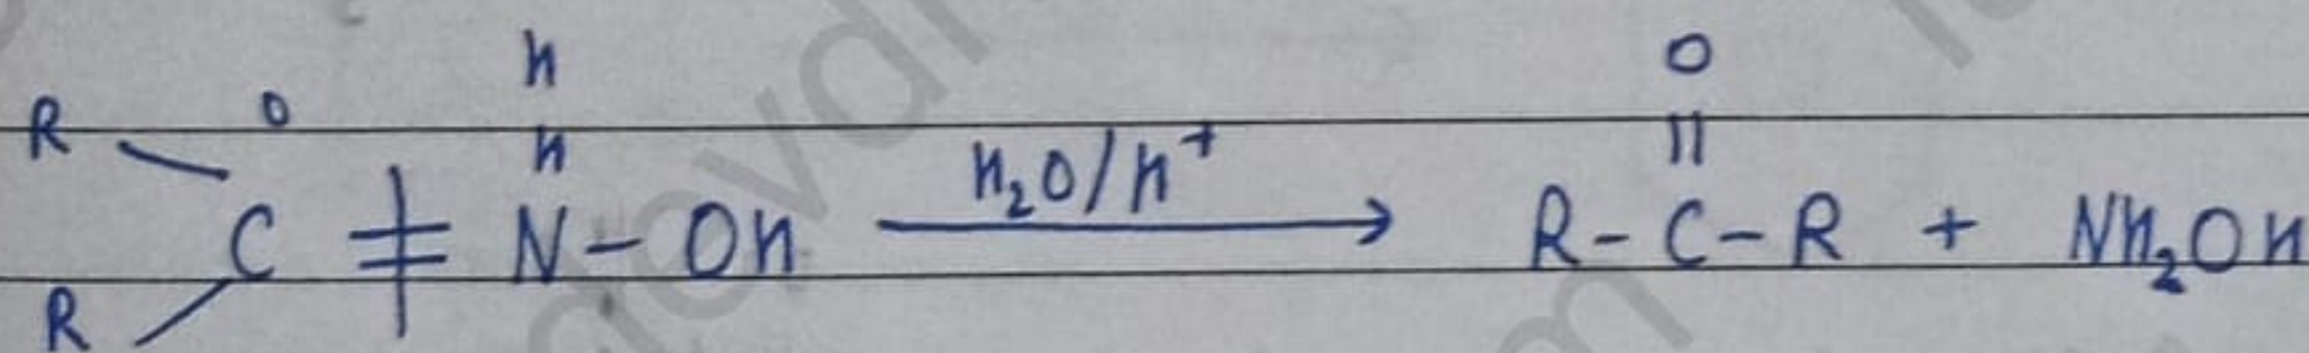 R O H
H
R C = N - OH H₂O/H⁺ → R - C - R + NH₂OH
O
||